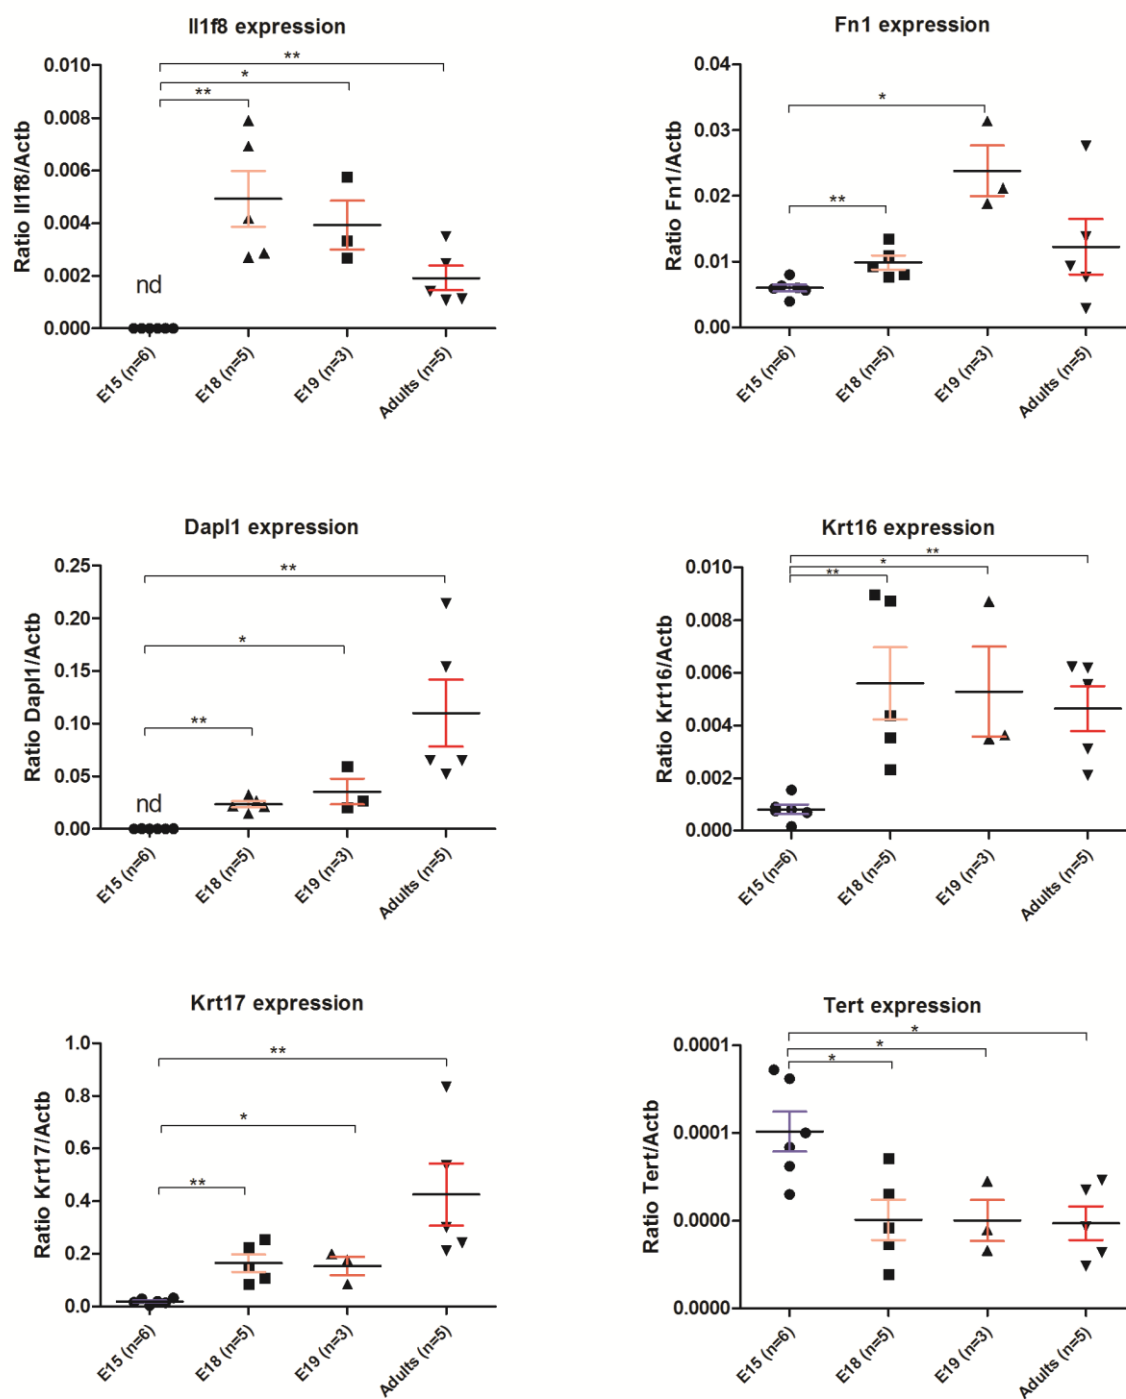 Il1f8 expression
Ratio Il1f8/Actb
0.010
0.008
0.006
0.004
0.002
0.000
**
*
**
nd
E15 (n=6)
E18 (n=5)
E19 (n=3)
Adults (n=5)
Fn1 expression
Ratio Fn1/Actb
0.04
0.03
0.02
0.01
0.00
*
**
E15 (n=6)
E18 (n=5)
E19 (n=3)
Adults (n=5)
Dapl1 expression
Ratio Dapl1/Actb
0.25
0.20
0.15
0.10
0.05
0.00
**
*
**
nd
E15 (n=6)
E18 (n=5)
E19 (n=3)
Adults (n=5)
Krt16 expression
Ratio Krt16/Actb
0.010
0.008
0.006
0.004
0.002
0.000
**
*
**
E15 (n=6)
E18 (n=5)
E19 (n=3)
Adults (n=5)
Krt17 expression
Ratio Krt17/Actb
1.0
0.8
0.6
0.4
0.2
0.0
**
*
**
E15 (n=6)
E18 (n=5)
E19 (n=3)
Adults (n=5)
Tert expression
Ratio Tert/Actb
0.0001
0.0001
0.0000
0.0000
*
*
*
E15 (n=6)
E18 (n=5)
E19 (n=3)
Adults (n=5)